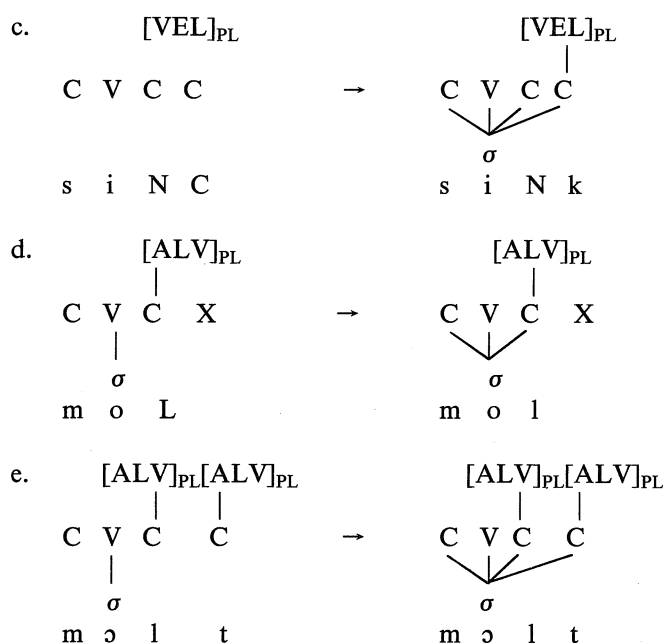 c. [VEL]PL [VEL]PL
C V C C → C V C C
σ
s i N C s i N k
d. [ALV]PL [ALV]PL
C V C X → C V C X
σ σ
m o L m o l
e. [ALV]PL[ALV]PL [ALV]PL[ALV]PL
C V C C → C V C C
σ σ
m ɔ l t m ɔ l t